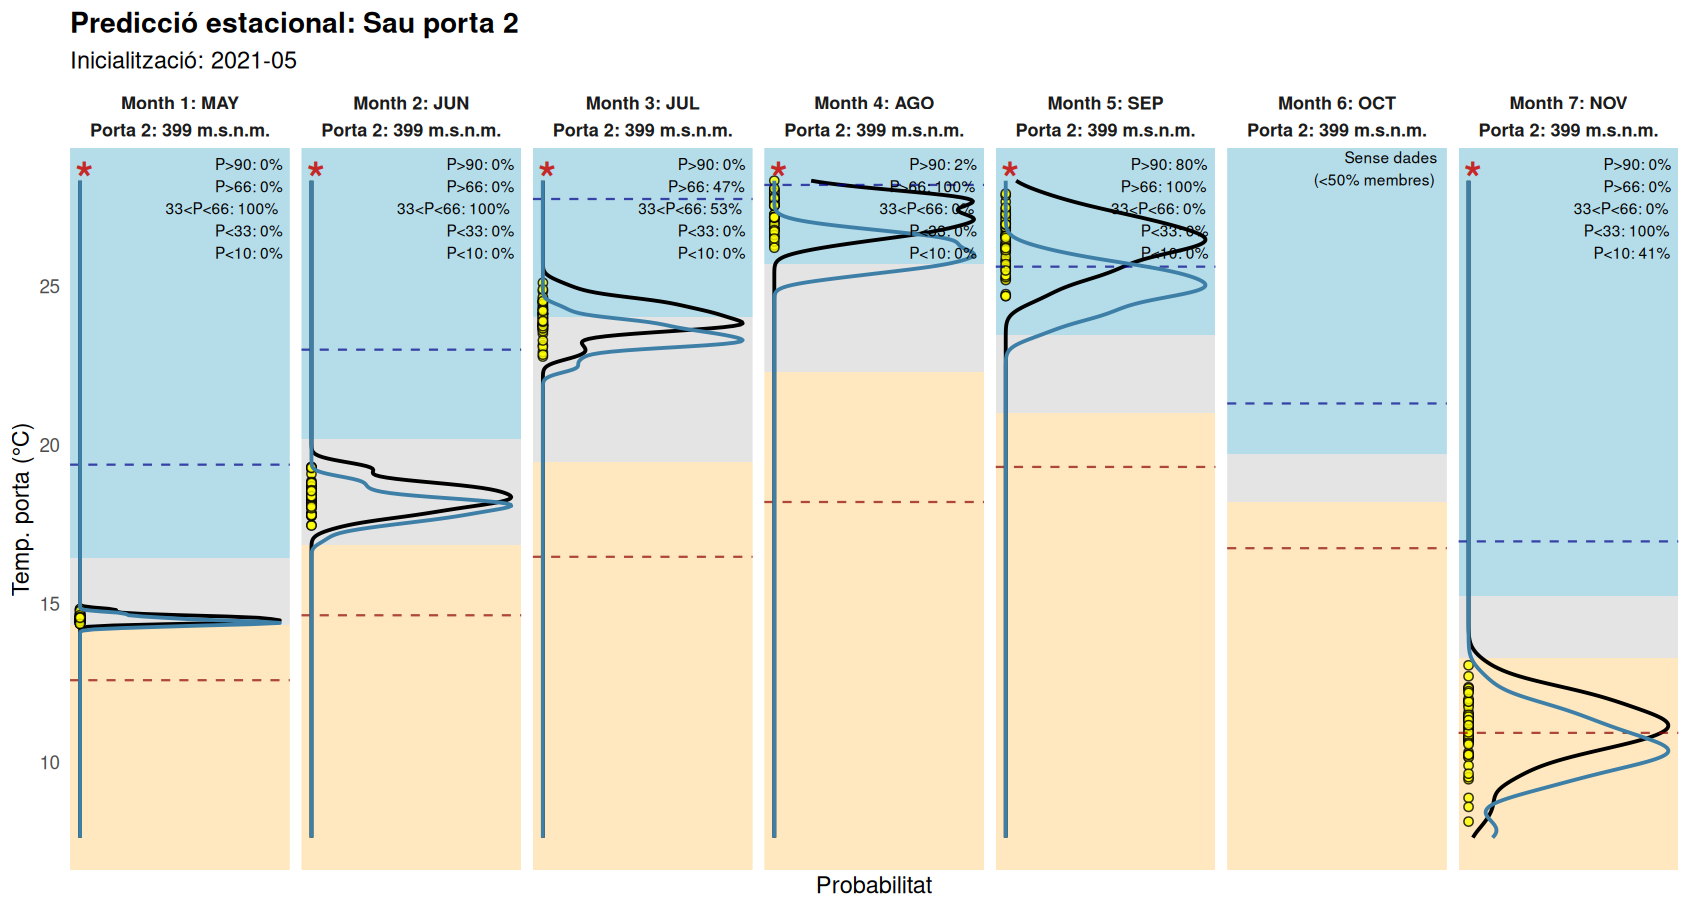 Predicció estacional: Sau porta 2
Inicialització: 2021-05
Month 1: MAY
Porta 2: 399 m.s.n.m.
Month 2: JUN
Porta 2: 399 m.s.n.m.
Month 3: JUL
Porta 2: 399 m.s.n.m.
Month 4: AGO
Porta 2: 399 m.s.n.m.
Month 5: SEP
Porta 2: 399 m.s.n.m.
Month 6: OCT
Porta 2: 399 m.s.n.m.
Month 7: NOV
Porta 2: 399 m.s.n.m.
*
P>90: 0%
P>66: 0%
33<P<66: 100%
P<33: 0%
P<10: 0%
*
P>90: 0%
P>66: 0%
33<P<66: 100%
P<33: 0%
P<10: 0%
*
P>90: 0%
P>66: 47%
33<P<66: 53%
P<33: 0%
P<10: 0%
*
P>90: 2%
P>66: 100%
33<P<66: 0%
P<33: 0%
P<10: 0%
*
P>90: 80%
P>66: 100%
33<P<66: 0%
P<33: 0%
P<10: 0%
Sense dades
(<50% membres)
*
P>90: 0%
P>66: 0%
33<P<66: 0%
P<33: 100%
P<10: 41%
Temp. porta (°C)
25
20
15
10
Probabilitat